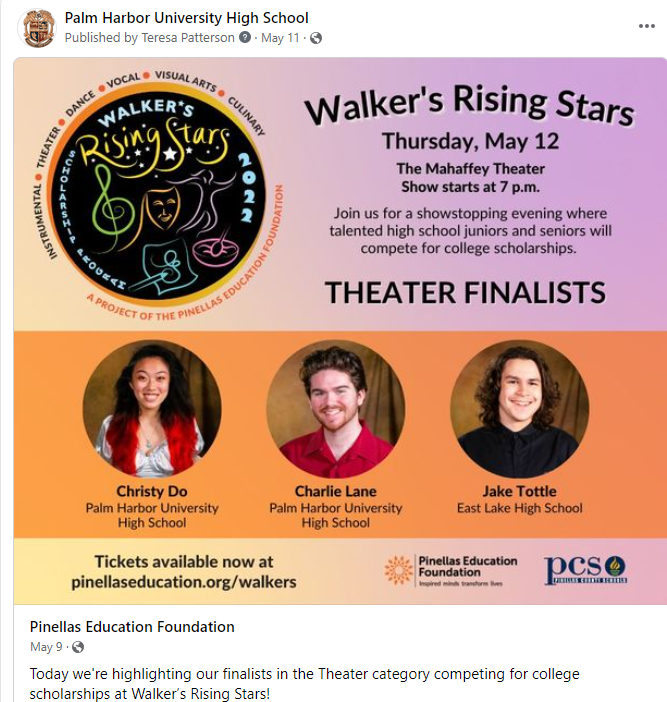 Palm Harbor University High School
Published by Teresa Patterson · May 11 ·
INSTRUMENTAL • THEATER • DANCE • VOCAL • VISUAL ARTS • CULINARY
WALKER'S
Rising Stars
SCHOLARSHIP PROGRAM
2022
A PROJECT OF THE PINELLAS EDUCATION FOUNDATION
Walker's Rising Stars
Thursday, May 12
The Mahaffey Theater
Show starts at 7 p.m.
Join us for a showstopping evening where
talented high school juniors and seniors will
compete for college scholarships.
THEATER FINALISTS
Christy Do
Palm Harbor University
High School
Charlie Lane
Palm Harbor University
High School
Jake Tottle
East Lake High School
Tickets available now at
pinellaseducation.org/walkers
Pinellas Education
Foundation
Inspired minds transform lives
pcs
PINELLAS COUNTY SCHOOLS
Pinellas Education Foundation
May 9 ·
Today we're highlighting our finalists in the Theater category competing for college
scholarships at Walker’s Rising Stars!